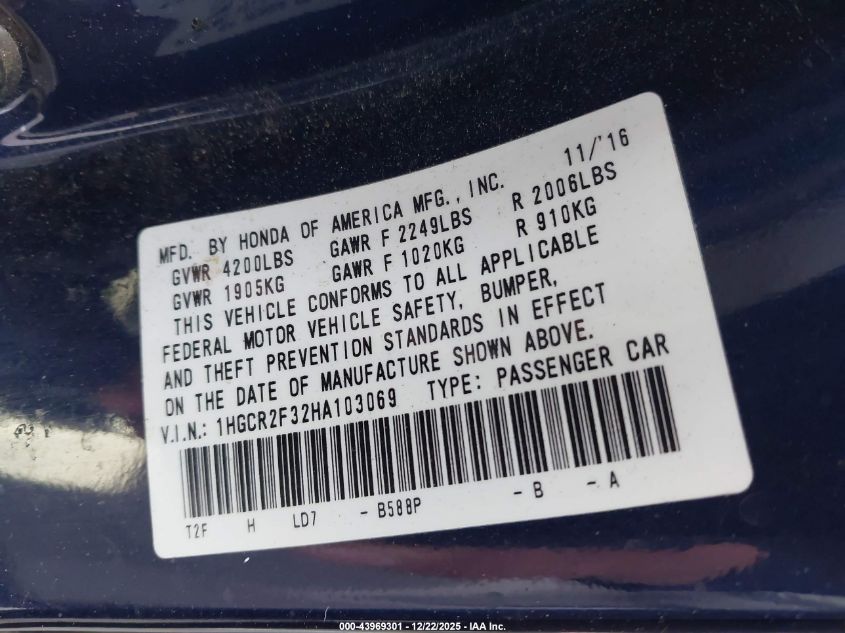 11/'16
MFD. BY HONDA OF AMERICA MFG., INC.
GVWR 4200LBS GAWR F 2249LBS R 2006LBS
GVWR 1905KG GAWR F 1020KG R 910KG
THIS VEHICLE CONFORMS TO ALL APPLICABLE
FEDERAL MOTOR VEHICLE SAFETY, BUMPER,
AND THEFT PREVENTION STANDARDS IN EFFECT
ON THE DATE OF MANUFACTURE SHOWN ABOVE.
V.I.N.: 1HGCR2F32HA103069 TYPE: PASSENGER CAR
T2F H LD7 - B588P - B - A
000-43969301 - 12/22/2025 - IAA Inc.